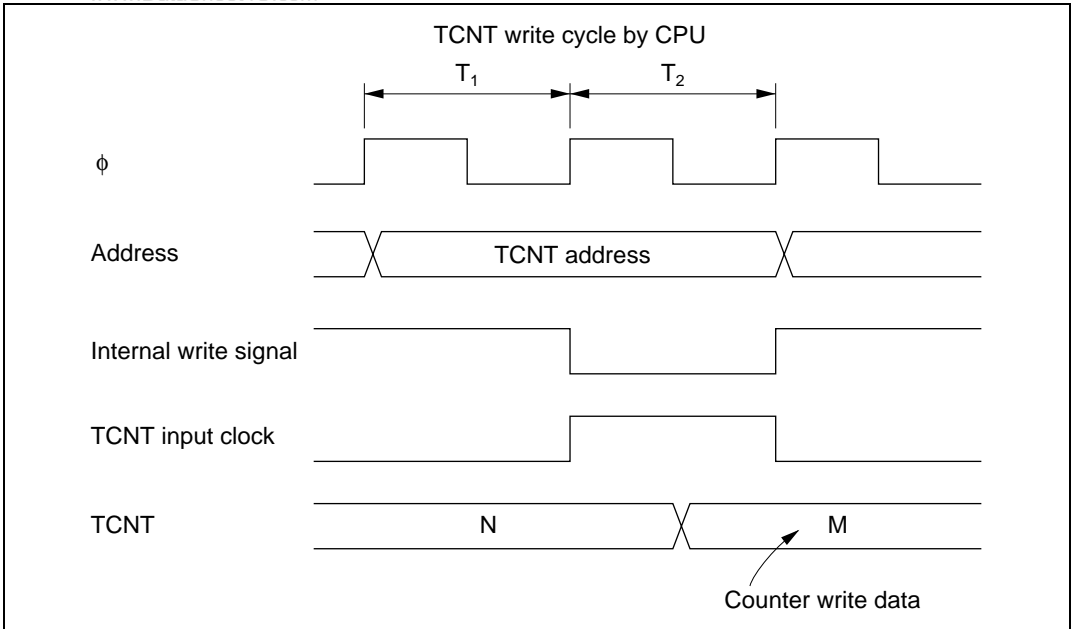 TCNT write cycle by CPU
T1 T2
ϕ
Address
TCNT address
Internal write signal
TCNT input clock
TCNT
N
M
Counter write data